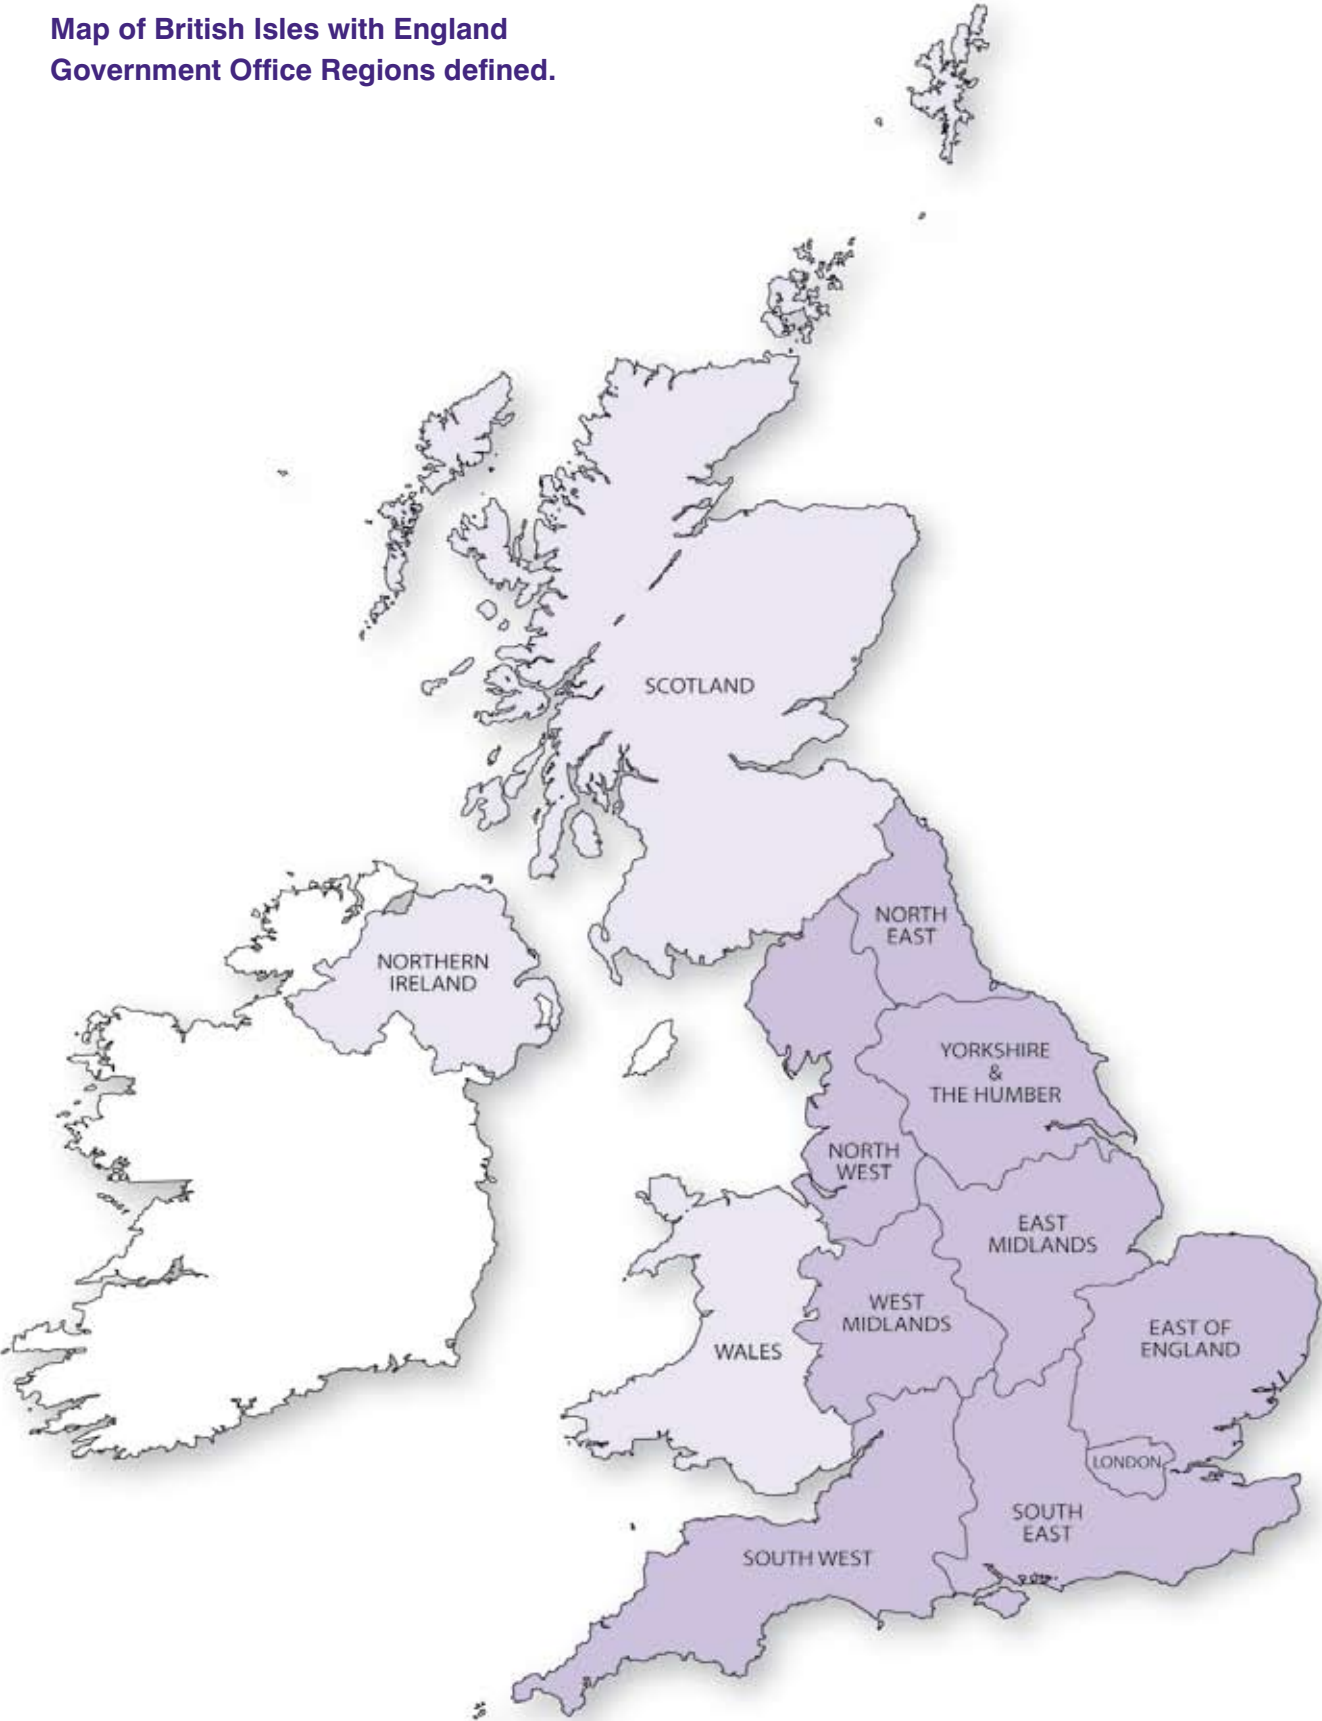 Map of British Isles with England
Government Office Regions defined.
SCOTLAND
NORTH
EAST
NORTHERN
IRELAND
YORKSHIRE
&
THE HUMBER
NORTH
WEST
EAST
MIDLANDS
WEST
MIDLANDS
EAST OF
ENGLAND
WALES
LONDON
SOUTH
EAST
SOUTH WEST